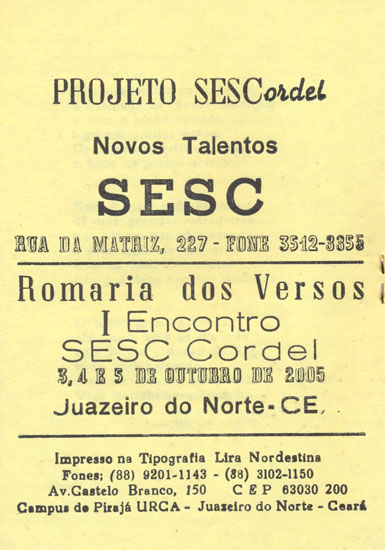 PROJETO SESCordel
Novos Talentos
SESC
RUA DA MATRIZ, 227 - FONE 3512-3355
Romaria dos Versos
I Encontro
SESC Cordel
3, 4 E 5 DE OUTUBRO DE 2005
Juazeiro do Norte - CE.
Impresso na Tipografia Lira Nordestina
Fones; (88) 9201-1143 - (88) 3102-1150
Av. Castelo Branco, 150 CEP 63030 200
Campus de Pirajá URCA - Juazeiro do Norte - Ceará